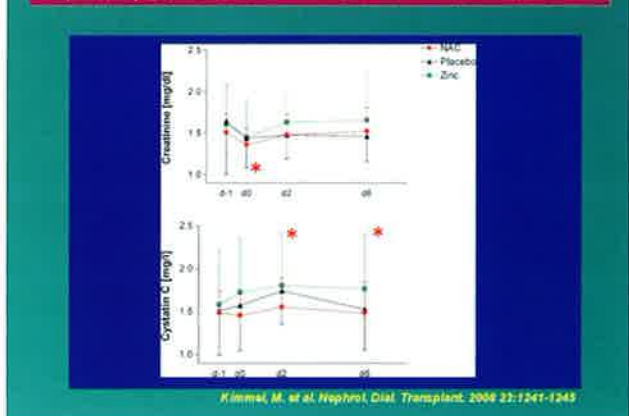 2.5
NAC
Placebo
Zinc
2.0
Creatinine [mg/dl]
1.5
1.0
*
d-1 d0 d2 d6
2.5
* *
2.0
Cystatin C [mg/l]
1.5
1.0
d-1 d0 d2 d6
Kimmel, M. et al. Nephrol. Dial. Transplant. 2008 23:1241-1245